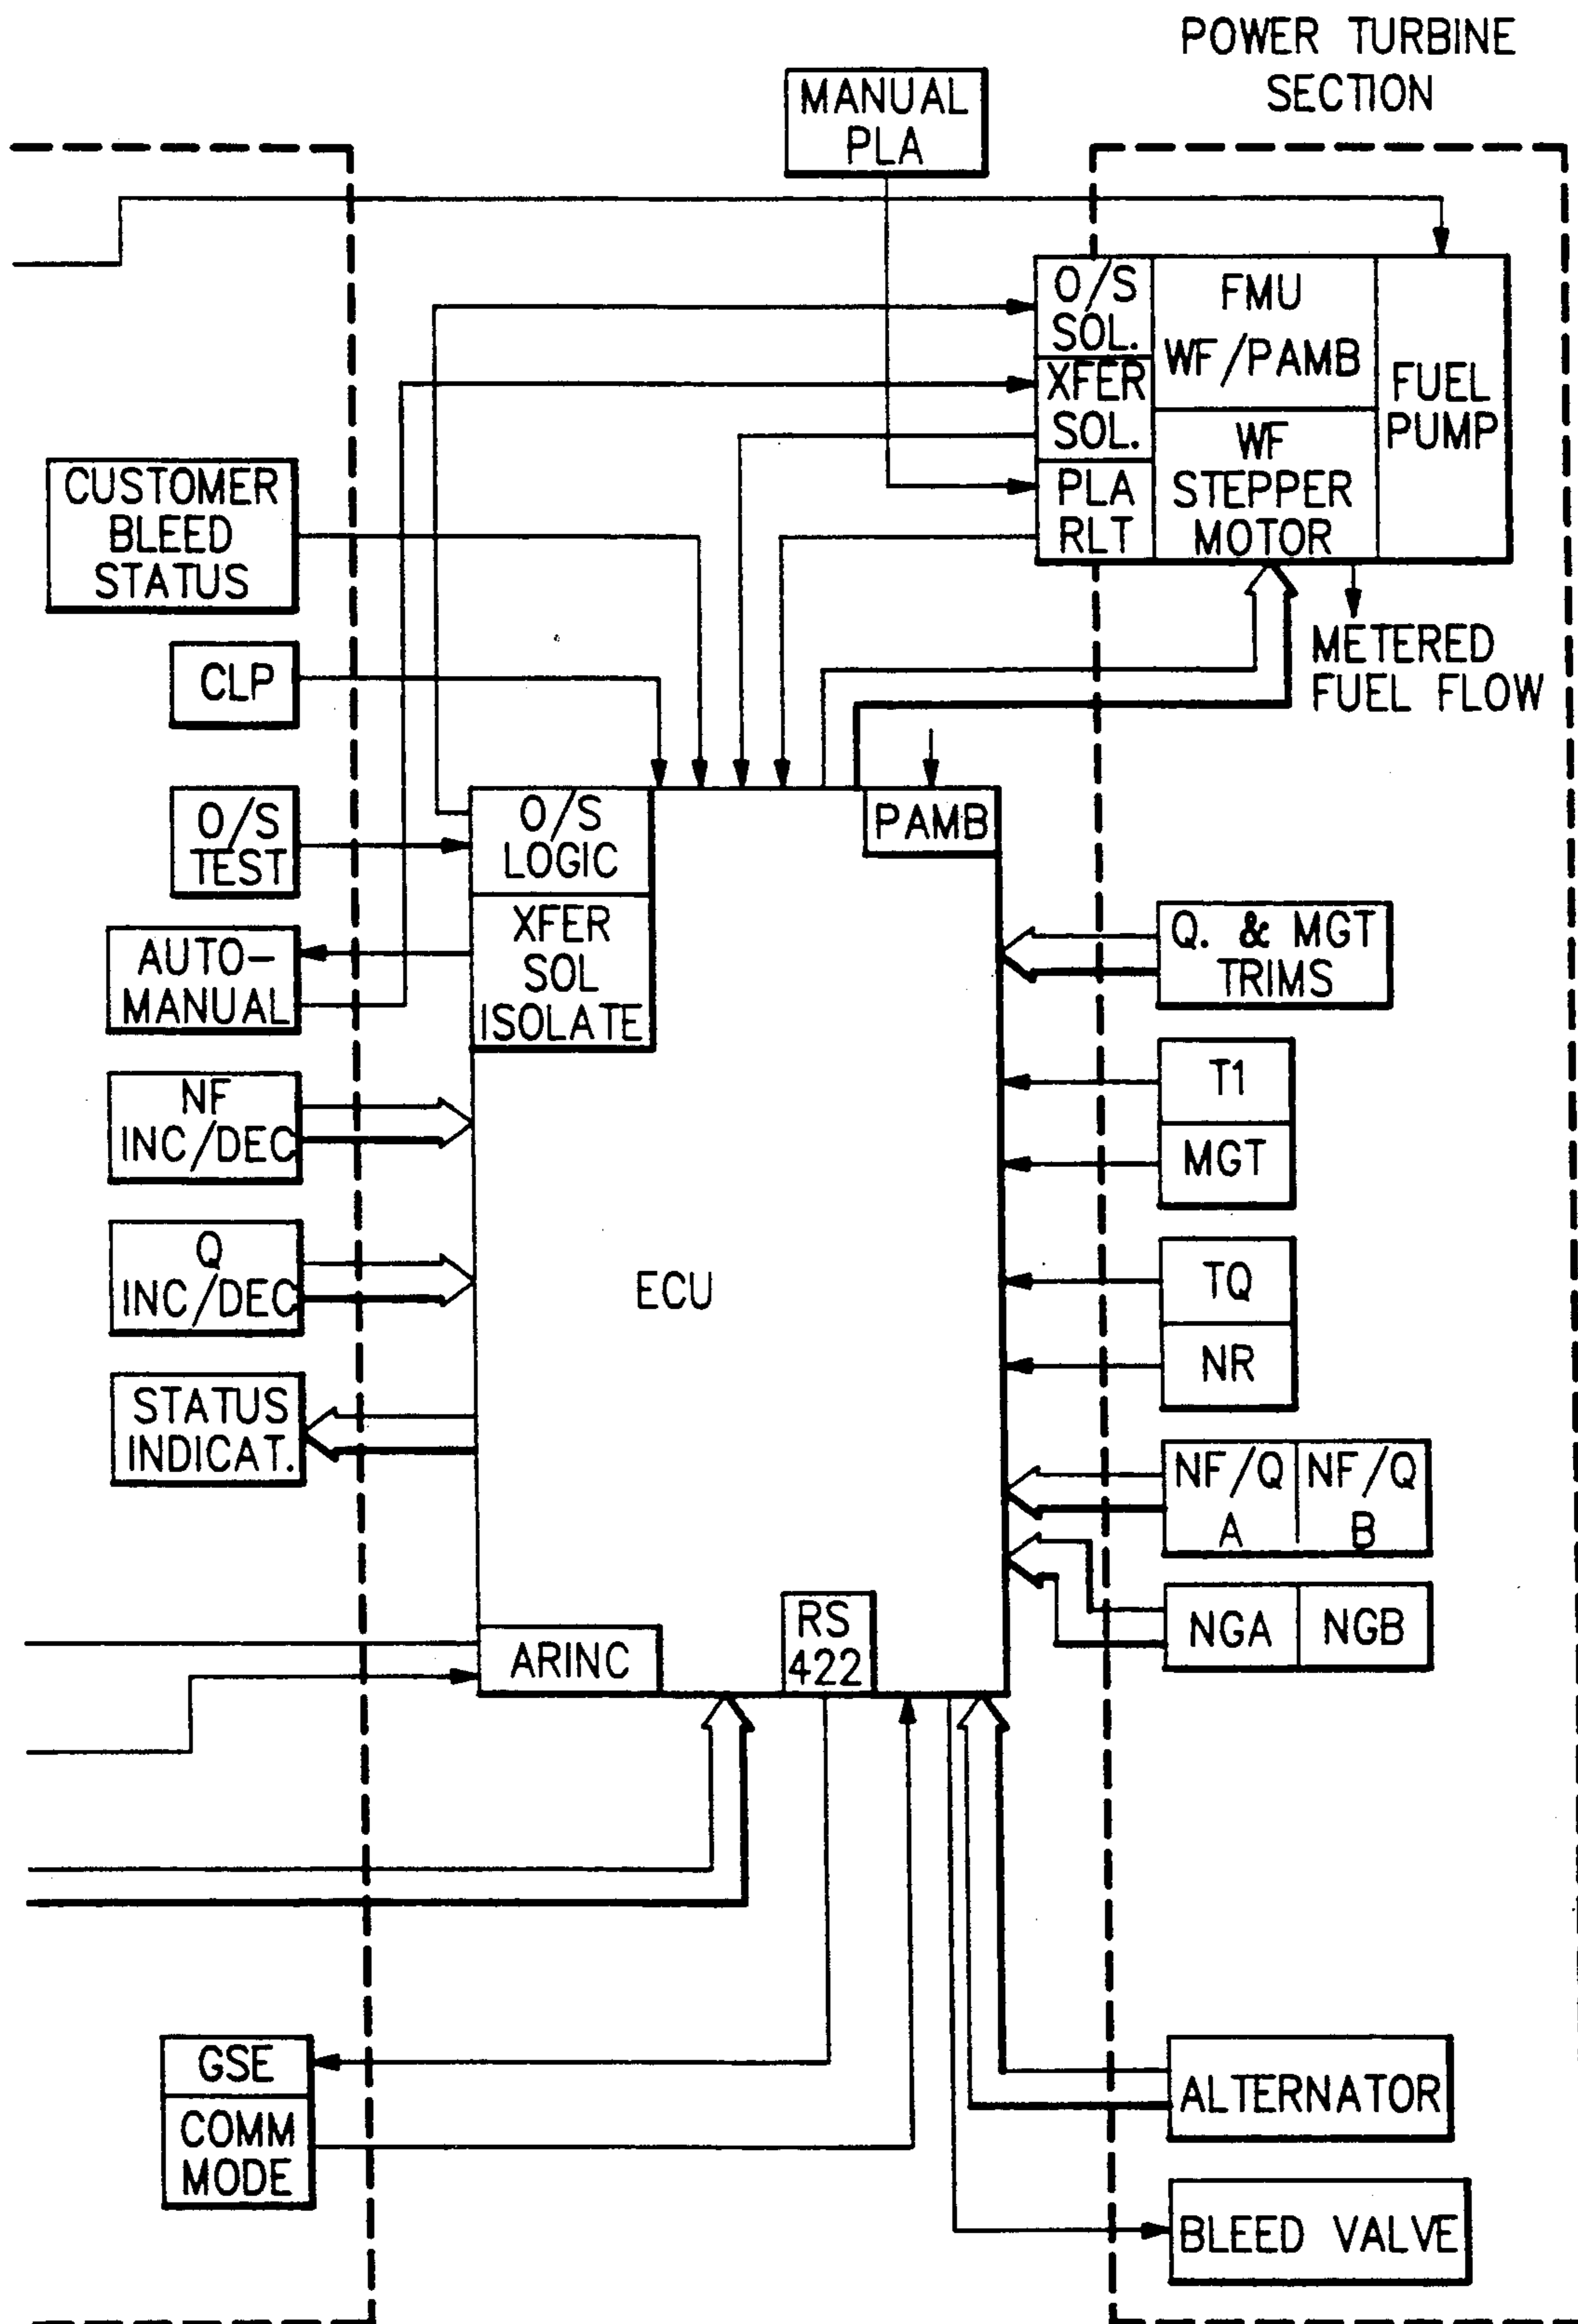 POWER TURBINE
SECTION
MANUAL
PLA
O/S
SOL.
XFER
SOL.
PLA
RLT
FMU
WF/PAMB
WF
STEPPER
MOTOR
FUEL
PUMP
METERED
FUEL FLOW
CUSTOMER
BLEED
STATUS
CLP
O/S
TEST
AUTO-
MANUAL
NF
INC/DEC
Q
INC/DEC
STATUS
INDICAT.
O/S
LOGIC
XFER
SOL
ISOLATE
PAMB
ECU
ARINC
RS
422
Q. & MGT
TRIMS
T1
MGT
TQ
NR
NF/Q
A
NF/Q
B
NGA
NGB
GSE
COMM
MODE
ALTERNATOR
BLEED VALVE